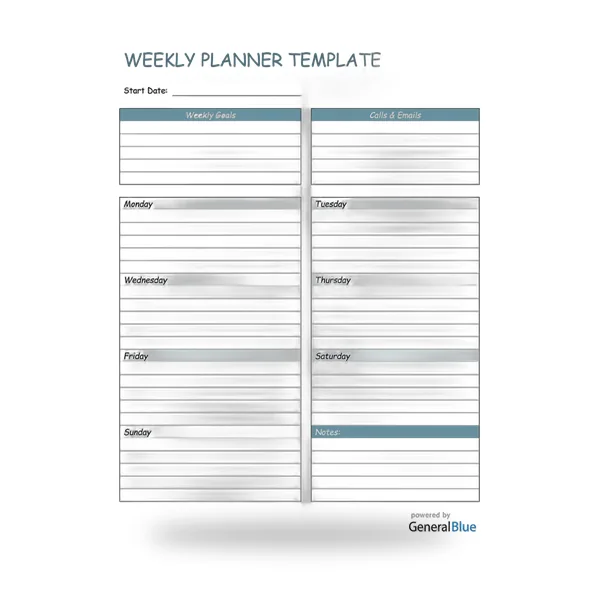 WEEKLY PLANNER TEMPLATE
Start Date:
Weekly Goals
Calls & Emails
Monday
Tuesday
Wednesday
Thursday
Friday
Saturday
Sunday
Notes:
powered by
GeneralBlue